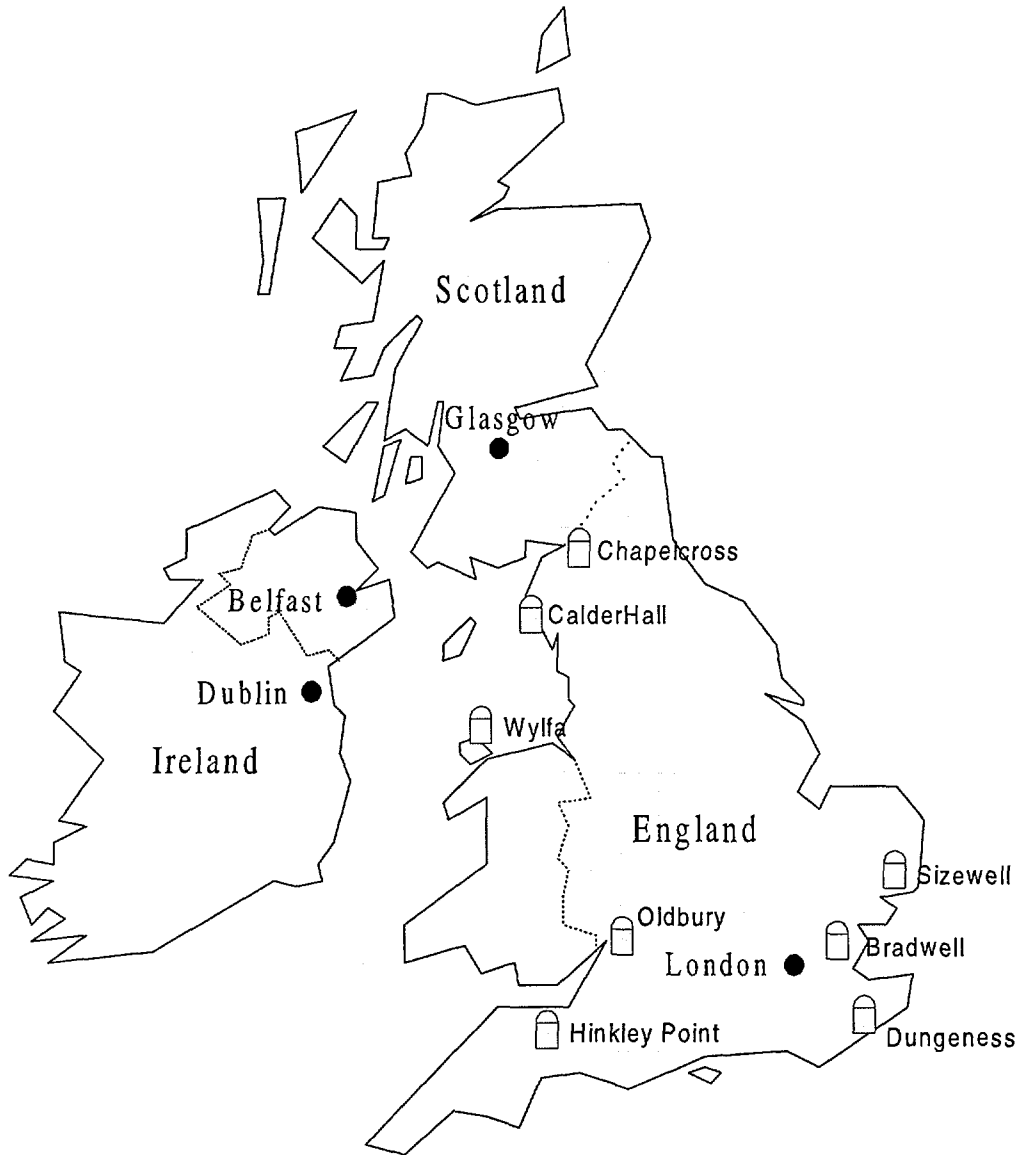 Scotland
Glasgow
Chapelcross
Belfast
CalderHall
Dublin
Wylfa
Ireland
England
Sizewell
Oldbury
Bradwell
London
Hinkley Point
Dungeness